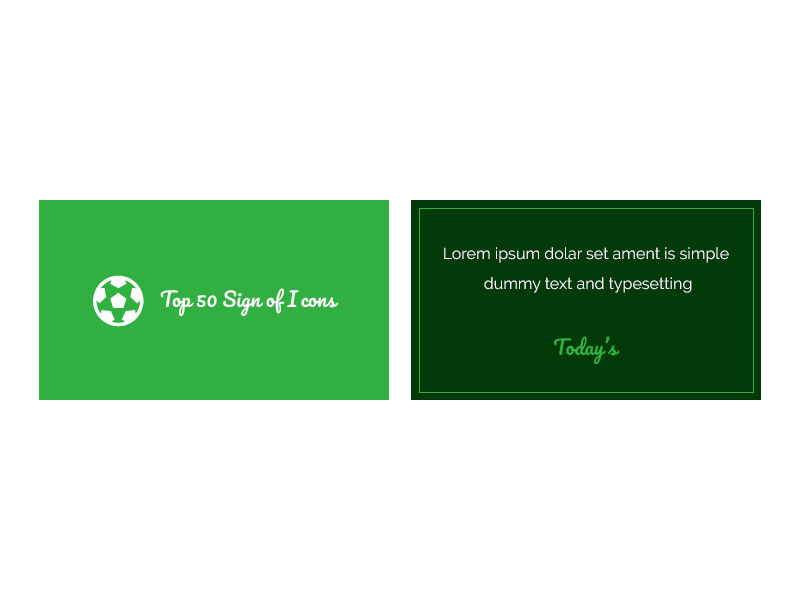 Top 50 Sign of I cons
Lorem ipsum dolar set ament is simple
dummy text and typesetting
Today's